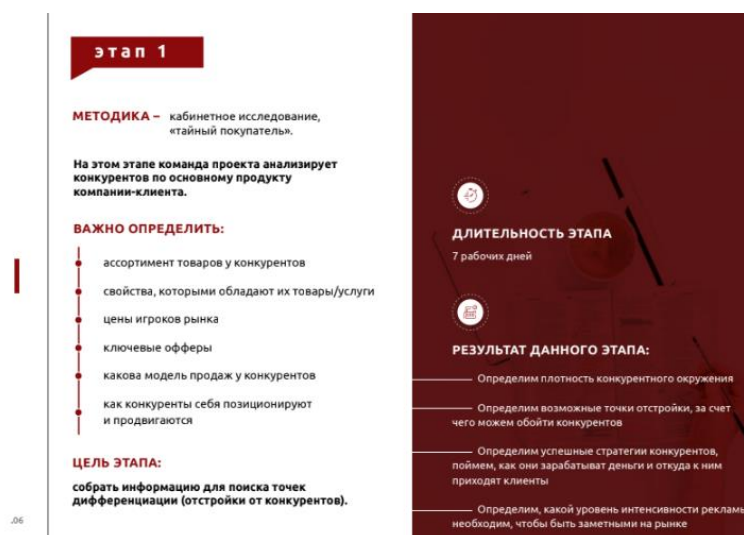 этап 1
МЕТОДИКА – кабинетное исследование,
«тайный покупатель».
На этом этапе команда проекта анализирует
конкурентов по основному продукту
компании-клиента.
ВАЖНО ОПРЕДЕЛИТЬ:
ассортимент товаров у конкурентов
свойства, которыми обладают их товары/услуги
цены игроков рынка
ключевые офферы
какова модель продаж у конкурентов
как конкуренты себя позиционируют
и продвигаются
ЦЕЛЬ ЭТАПА:
собрать информацию для поиска точек
дифференциации (отстройки от конкурентов).
.06
ДЛИТЕЛЬНОСТЬ ЭТАПА
7 рабочих дней
РЕЗУЛЬТАТ ДАННОГО ЭТАПА:
Определим плотность конкурентного окружения
Определим возможные точки отстройки, за счет
чего можем обойти конкурентов
Определим успешные стратегии конкурентов,
поймем, как они зарабатыват деньги и откуда к ним
приходят клиенты
Определим, какой уровень интенсивности рекламы
необходим, чтобы быть заметными на рынке